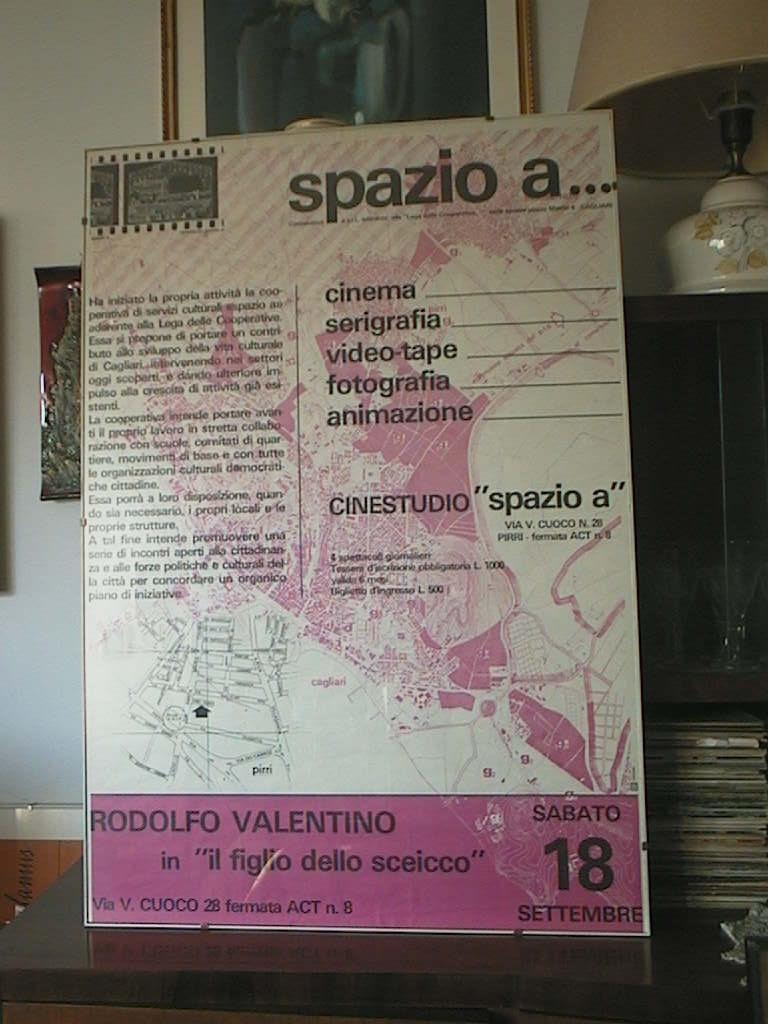 spazio a...
Ha iniziato la propria attività la coo-
perativa di servizi culturali «spazio a»
aderente alla Lega delle Cooperative.
Essa si propone di portare un contri-
buto allo sviluppo della vita culturale
di Cagliari, intervenendo nei settori
oggi scoperti, e dando ulteriore im-
pulso alla crescita di attività già esi-
stenti.
La cooperativa intende portare avan-
ti il proprio lavoro in stretta collabo-
razione con scuole, comitati di quar-
tiere, movimenti di base e con tutte
le organizzazioni culturali democrati-
che cittadine.
Essa porrà a loro disposizione, quan-
do sia necessario, i propri locali e le
proprie strutture.
A tal fine intende promuovere una
serie di incontri aperti alla cittadinan-
za e alle forze politiche e culturali del-
la città per concordare un organico
piano di iniziative.
cinema
serigrafia
video-tape
fotografia
animazione
CINESTUDIO "spazio a"
VIA V. CUOCO N. 28
PIRRI - fermata ACT n. 8
4 spettacoli giornalieri
Tessera d'iscrizione obbligatoria L. 1000
valida 6 mesi
Biglietto d'ingresso L. 500
cagliari
pirri
RODOLFO VALENTINO
in "il figlio dello sceicco"
Via V. CUOCO 28 fermata ACT n. 8
SABATO
18
SETTEMBRE